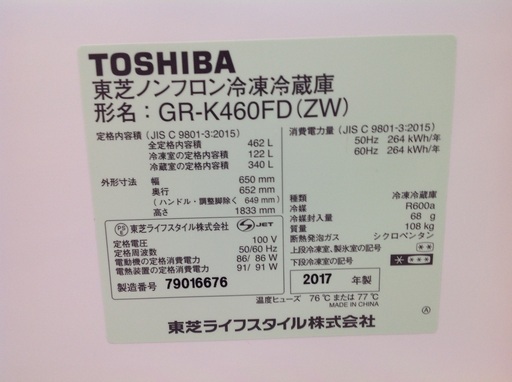 TOSHIBA
東芝ノンフロン冷凍冷蔵庫
形名：GR-K460FD(ZW)
定格内容積 (JIS C 9801-3:2015)
全定格内容積 462 L
冷凍室の定格内容積 122 L
冷蔵室の定格内容積 340 L
外形寸法 幅 650 mm
奥行 652 mm
(ハンドル・調整脚除く 649 mm)
高さ 1833 mm
PSE 東芝ライフスタイル株式会社 JET
定格電圧 100 V
定格周波数 50/60 Hz
電動機の定格消費電力 86/ 86 W
電熱装置の定格消費電力 91/ 91 W
製造番号 79016676
消費電力量 (JIS C 9801-3:2015)
50Hz 264 kWh/年
60Hz 264 kWh/年
種類 冷凍冷蔵庫
冷媒 R600a
冷媒封入量 68 g
質量 108 kg
断熱発泡ガス シクロペンタン
上段冷凍室、製氷室の記号 **
下段冷凍室の記号 ****
2017 年製
温度ヒューズ 76℃ または 77℃
MADE IN CHINA
東芝ライフスタイル株式会社 Ⓐ